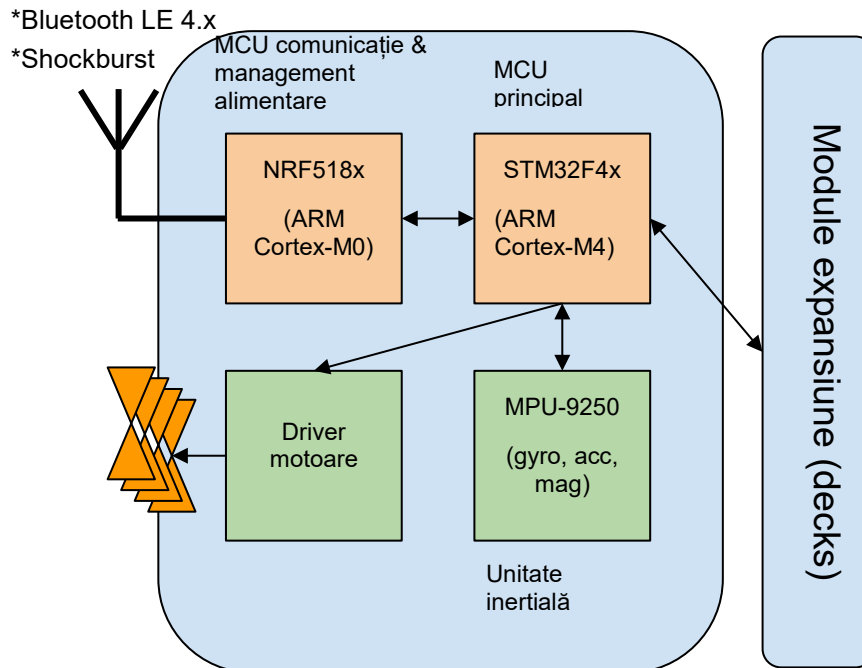 *Bluetooth LE 4.x
*Shockburst
MCU comunicație &
management
alimentare
MCU
principal
NRF518x
(ARM
Cortex-M0)
STM32F4x
(ARM
Cortex-M4)
Driver
motoare
MPU-9250
(gyro, acc,
mag)
Unitate
inertială
Module expansiune (decks)